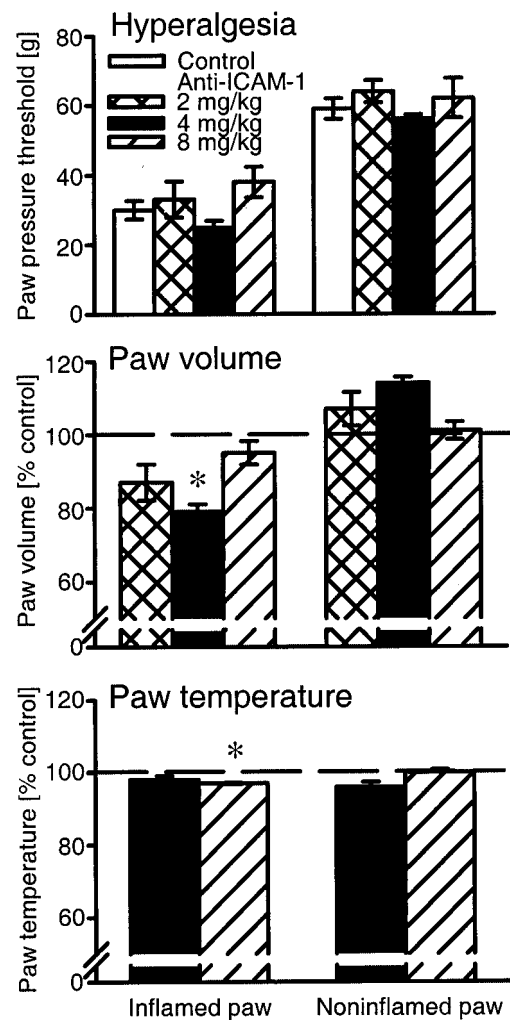 Hyperalgesia
Control
Anti-ICAM-1
2 mg/kg
4 mg/kg
8 mg/kg
Paw pressure threshold [g]
80
60
40
20
0
Paw volume
Paw volume [% control]
120
100
80
60
0
*
Paw temperature
Paw temperature [% control]
120
100
80
60
0
*
Inflamed paw
Noninflamed paw